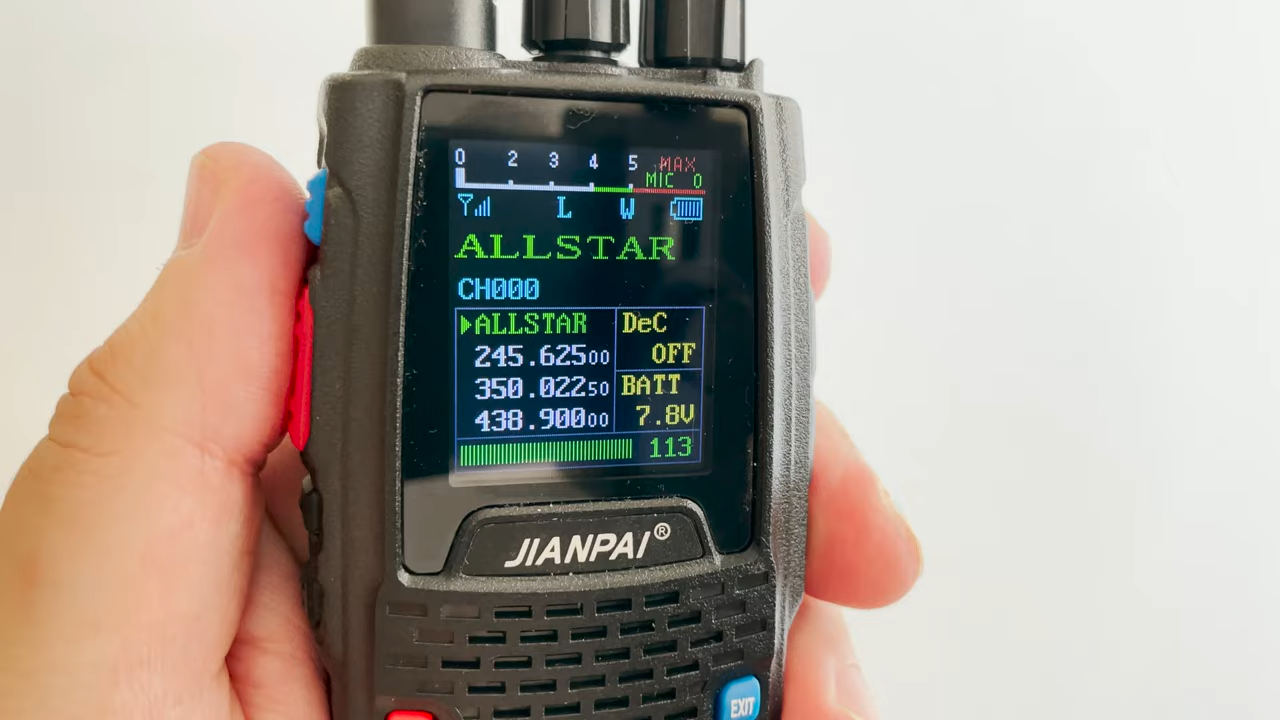 0 2 3 4 5 MAX
MIC 0
L W
ALLSTAR
CH000
ALLSTAR DeC
245.62500 OFF
350.02250 BATT
438.90000 7.8V
113
JIANPAI®
EXIT